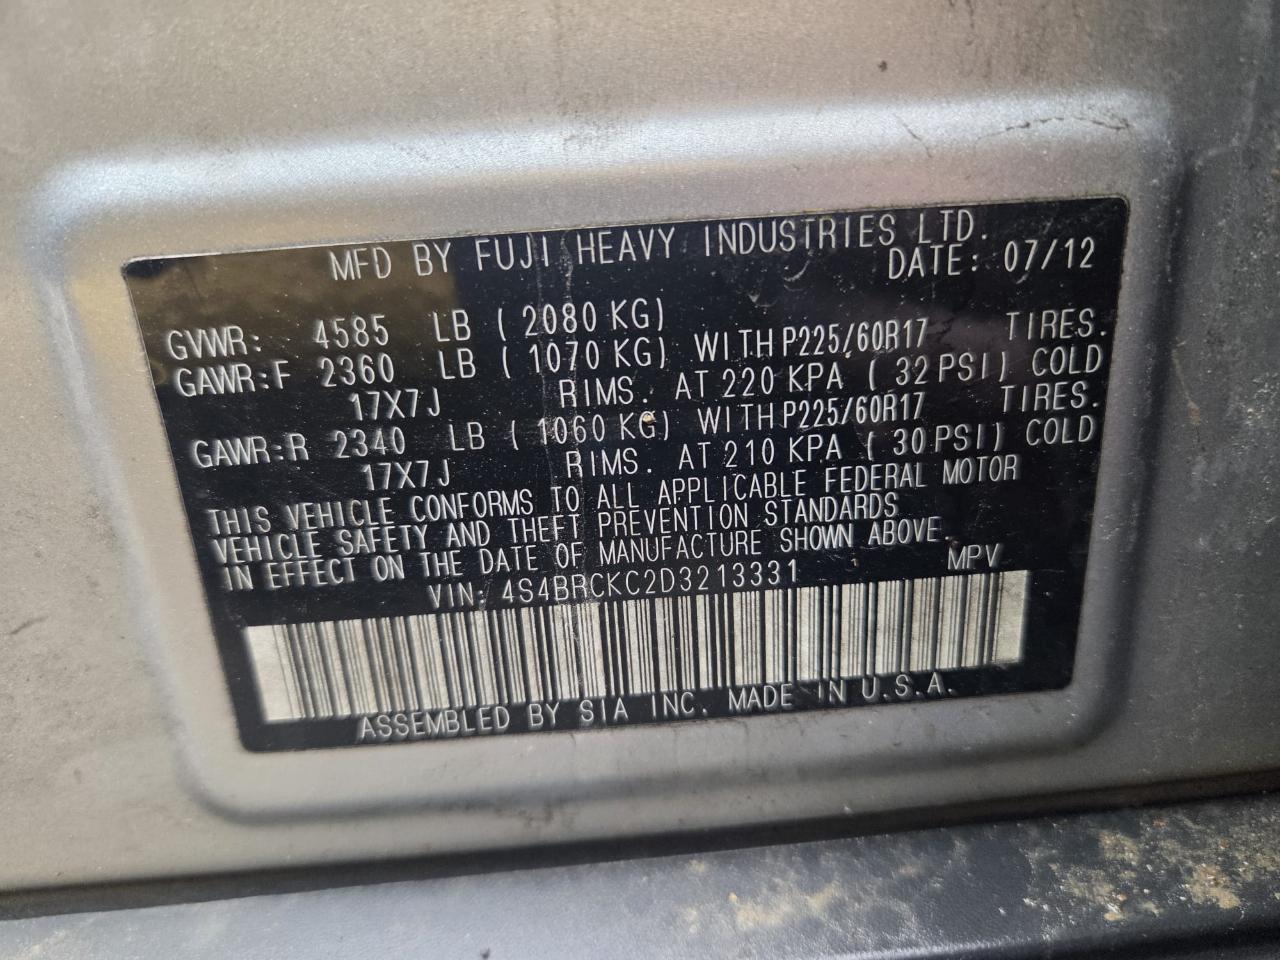 MFD BY FUJI HEAVY INDUSTRIES LTD.
DATE: 07/12
GVWR: 4585 LB ( 2080 KG)
GAWR:F 2360 LB ( 1070 KG) WITH P225/60R17 TIRES.
17X7J RIMS. AT 220 KPA ( 32 PSI) COLD
GAWR:R 2340 LB ( 1060 KG) WITH P225/60R17 TIRES.
17X7J RIMS. AT 210 KPA ( 30 PSI) COLD
THIS VEHICLE CONFORMS TO ALL APPLICABLE FEDERAL MOTOR
VEHICLE SAFETY AND THEFT PREVENTION STANDARDS
IN EFFECT ON THE DATE OF MANUFACTURE SHOWN ABOVE.
VIN: 4S4BRCKC2D3213331 MPV
ASSEMBLED BY SIA INC. MADE IN U.S.A.